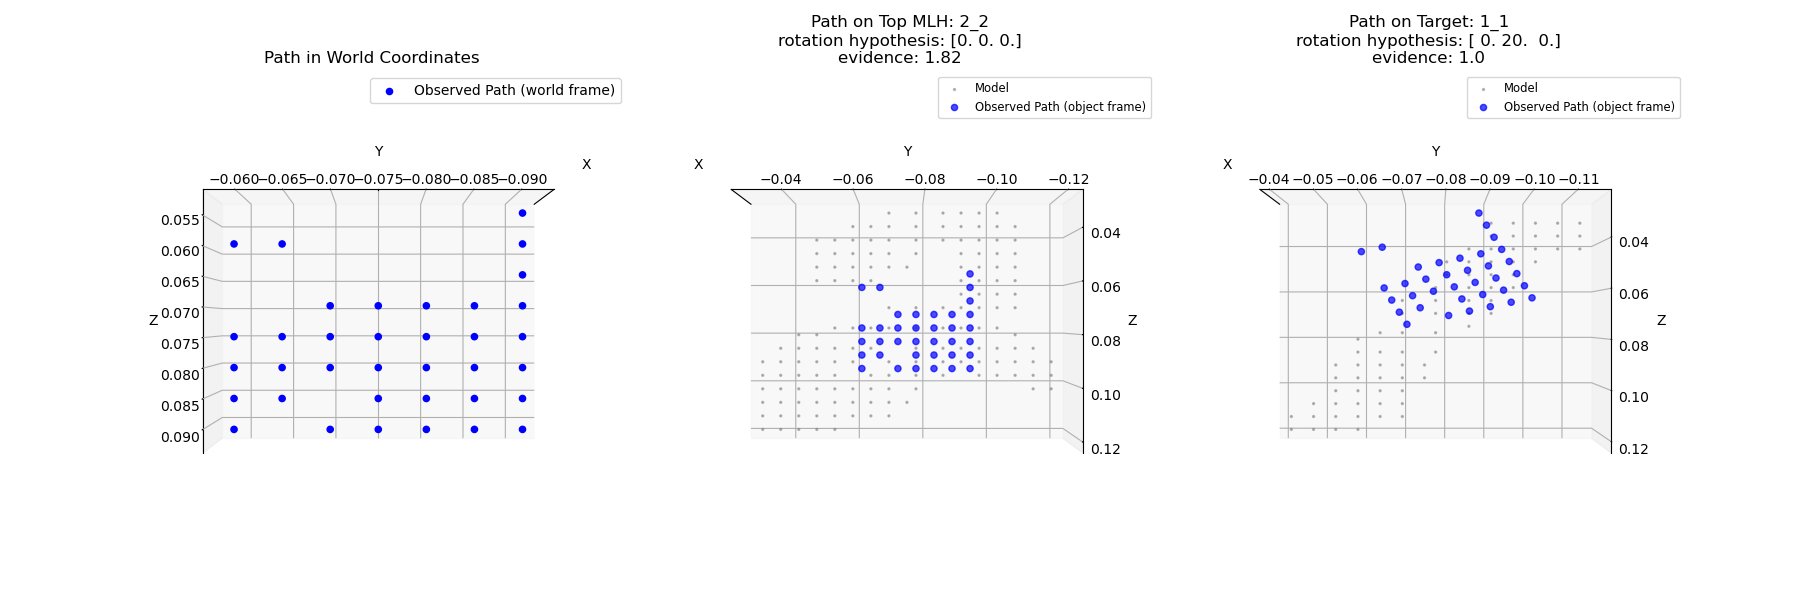 Path in World Coordinates
Observed Path (world frame)
Y
X
−0.060 −0.065 −0.070 −0.075 −0.080 −0.085 −0.090
0.055
0.060
0.065
0.070
Z
0.075
0.080
0.085
0.090
Path on Top MLH: 2_2
rotation hypothesis: [0. 0. 0.]
evidence: 1.82
Model
Observed Path (object frame)
Y
X
−0.04 −0.06 −0.08 −0.10 −0.12
0.04
0.06
Z
0.08
0.10
0.12
Path on Target: 1_1
rotation hypothesis: [ 0. 20.  0.]
evidence: 1.0
Model
Observed Path (object frame)
Y
X
−0.04 −0.05 −0.06 −0.07 −0.08 −0.09 −0.10 −0.11
0.04
0.06
Z
0.08
0.10
0.12